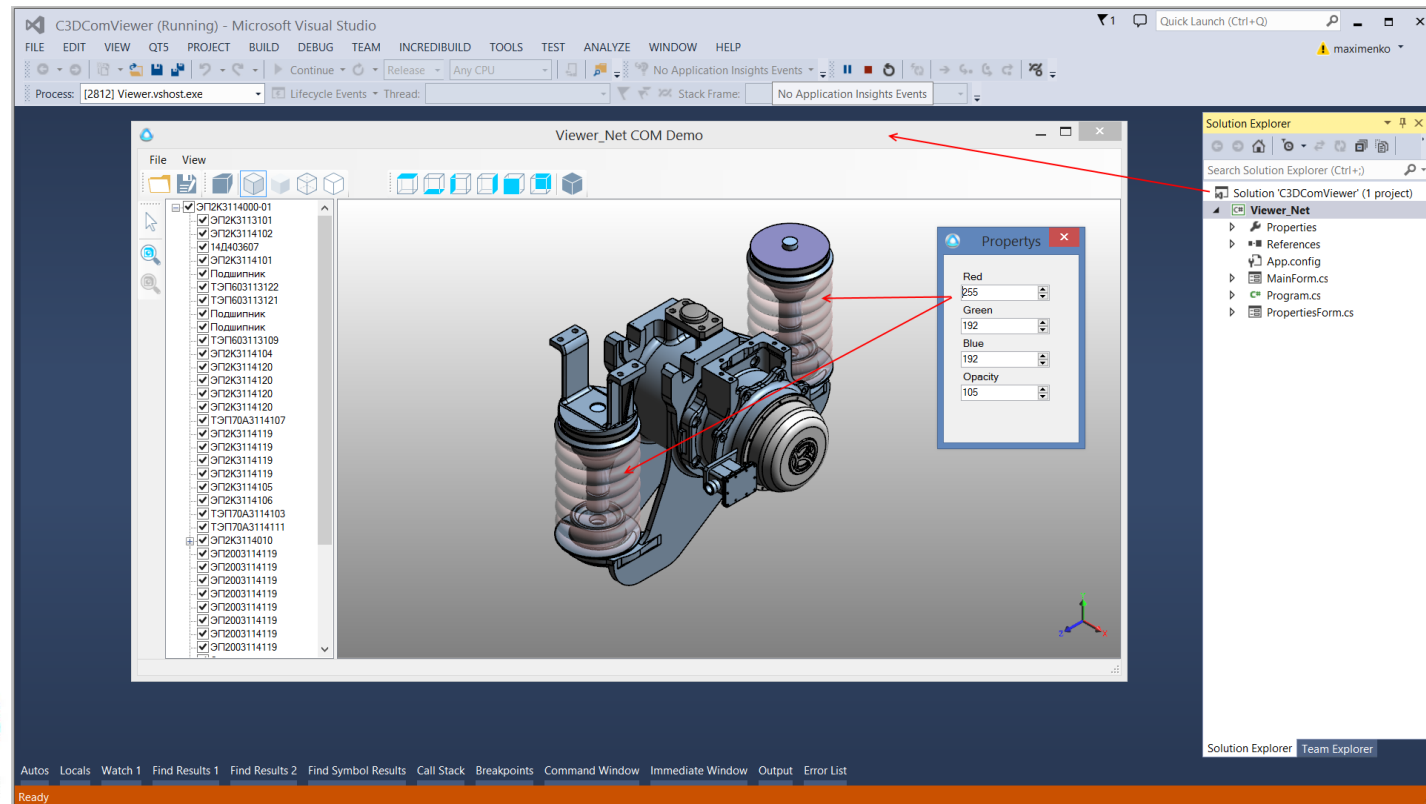 C3DComViewer (Running) - Microsoft Visual Studio
1
Quick Launch (Ctrl+Q)
FILE EDIT VIEW QT5 PROJECT BUILD DEBUG TEAM INCREDIBUILD TOOLS TEST ANALYZE WINDOW HELP
maximenko
Continue Release Any CPU No Application Insights Events
Process: [2812] Viewer.vshost.exe Lifecycle Events Thread: Stack Frame: No Application Insights Events
Viewer_Net COM Demo
File View
ЭП2К3114000-01
ЭП2К3113101
ЭП2К3114102
14Д403607
ЭП2К3114101
Подшипник
ТЭП603113122
ТЭП603113121
Подшипник
Подшипник
ТЭП603113109
ЭП2К3114104
ЭП2К3114120
ЭП2К3114120
ЭП2К3114120
ЭП2К3114120
ТЭП70А3114107
ЭП2К3114119
ЭП2К3114119
ЭП2К3114119
ЭП2К3114119
ЭП2К3114105
ЭП2К3114106
ТЭП70А3114103
ТЭП70А3114111
ЭП2К3114010
ЭП2003114119
ЭП2003114119
ЭП2003114119
ЭП2003114119
ЭП2003114119
ЭП2003114119
ЭП2003114119
ЭП2003114119
Propertys
Red
255
Green
192
Blue
192
Opacity
105
Y
Z
X
Solution Explorer
Search Solution Explorer (Ctrl+;)
Solution 'C3DComViewer' (1 project)
C# Viewer_Net
Properties
References
App.config
MainForm.cs
C# Program.cs
PropertiesForm.cs
Solution Explorer Team Explorer
Autos Locals Watch 1 Find Results 1 Find Results 2 Find Symbol Results Call Stack Breakpoints Command Window Immediate Window Output Error List
Ready